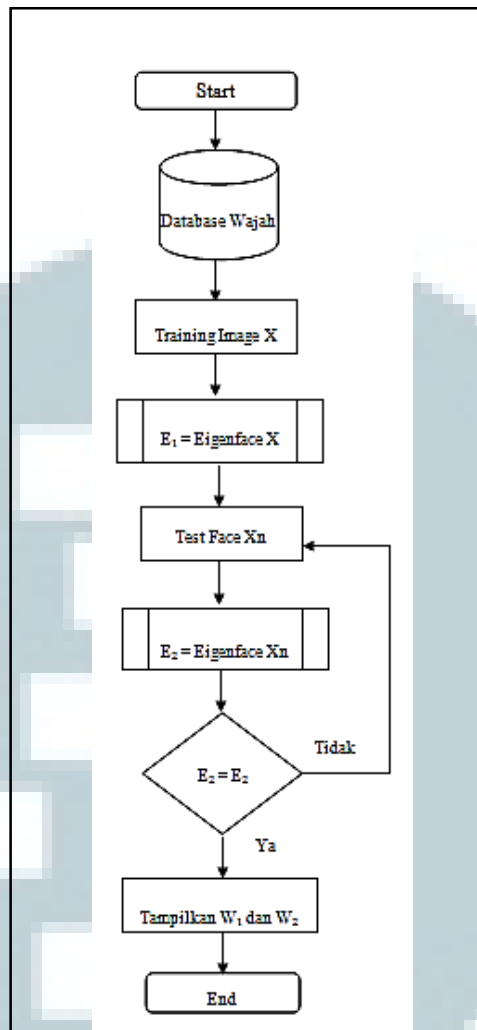 Start
Database Wajah
Training Image X
E₁ = Eigenface X
Test Face Xn
E₂ = Eigenface Xn
Tidak
E₂ = E₂
Ya
Tampilkan W₁ dan W₂
End